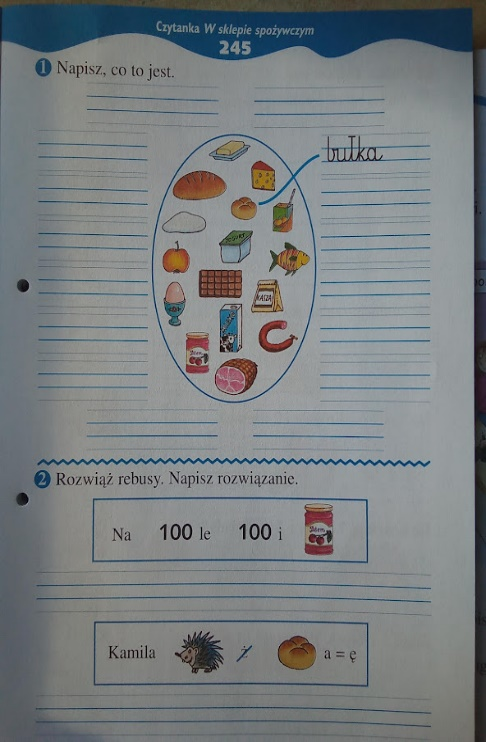 Czytanka W sklepie spożywczym
245
1 Napisz, co to jest.
bułka
JOGURT
KASZA
2 Rozwiąż rebusy. Napisz rozwiązanie.
Na 100 le 100 i
Kamila ż a = ę